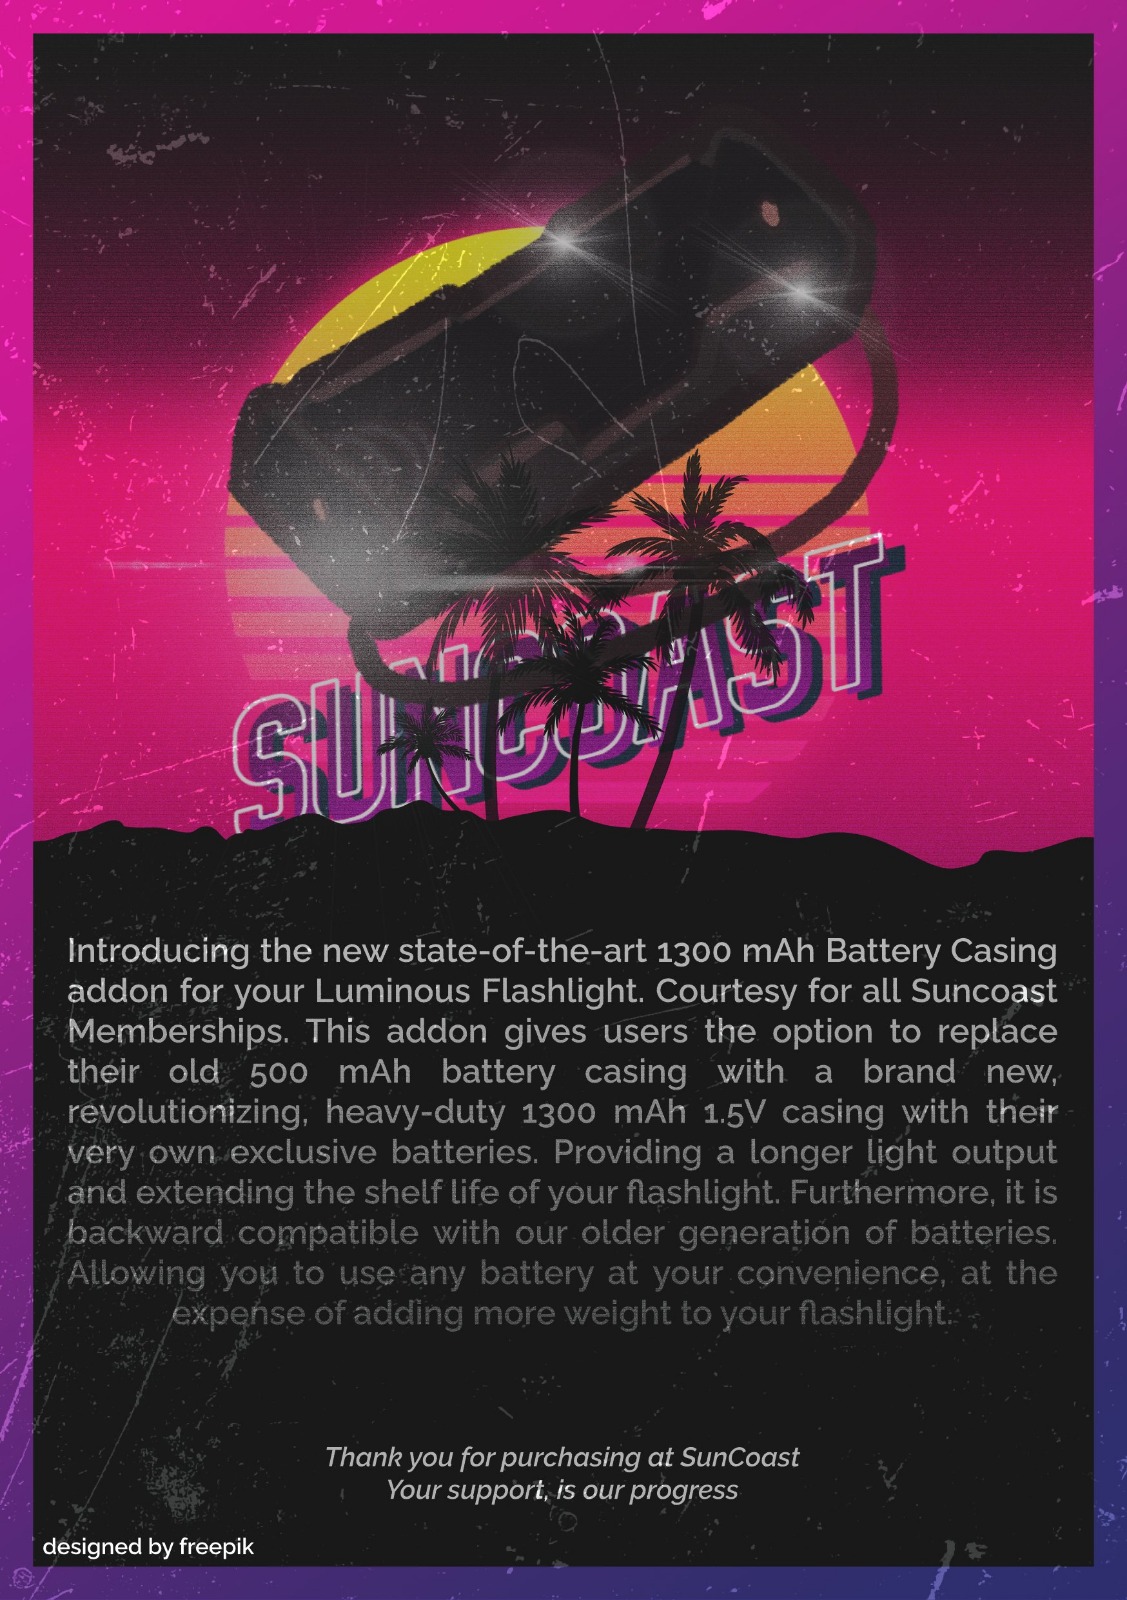 SUNCOAST
Introducing the new state-of-the-art 1300 mAh Battery Casing
addon for your Luminous Flashlight. Courtesy for all Suncoast
Memberships. This addon gives users the option to replace
their old 500 mAh battery casing with a brand new,
revolutionizing, heavy-duty 1300 mAh 1.5V casing with their
very own exclusive batteries. Providing a longer light output
and extending the shelf life of your flashlight. Furthermore, it is
backward compatible with our older generation of batteries.
Allowing you to use any battery at your convenience, at the
expense of adding more weight to your flashlight.
Thank you for purchasing at SunCoast
Your support, is our progress
designed by freepik